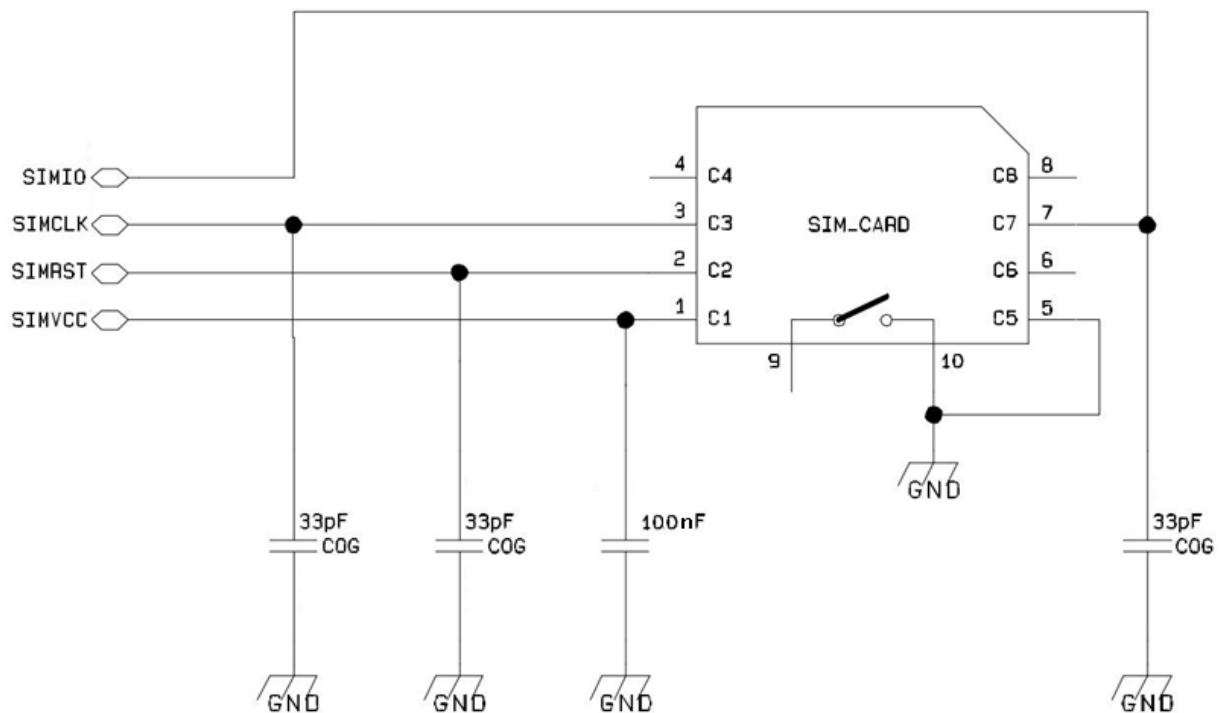 SIMIO
4
C4
C8
8
SIMCLK
3
C3
SIM_CARD
C7
7
SIMRST
2
C2
C6
6
SIMVCC
1
C1
C5
5
9
10
GND
33pF
COG
33pF
COG
100nF
33pF
COG
GND
GND
GND
GND